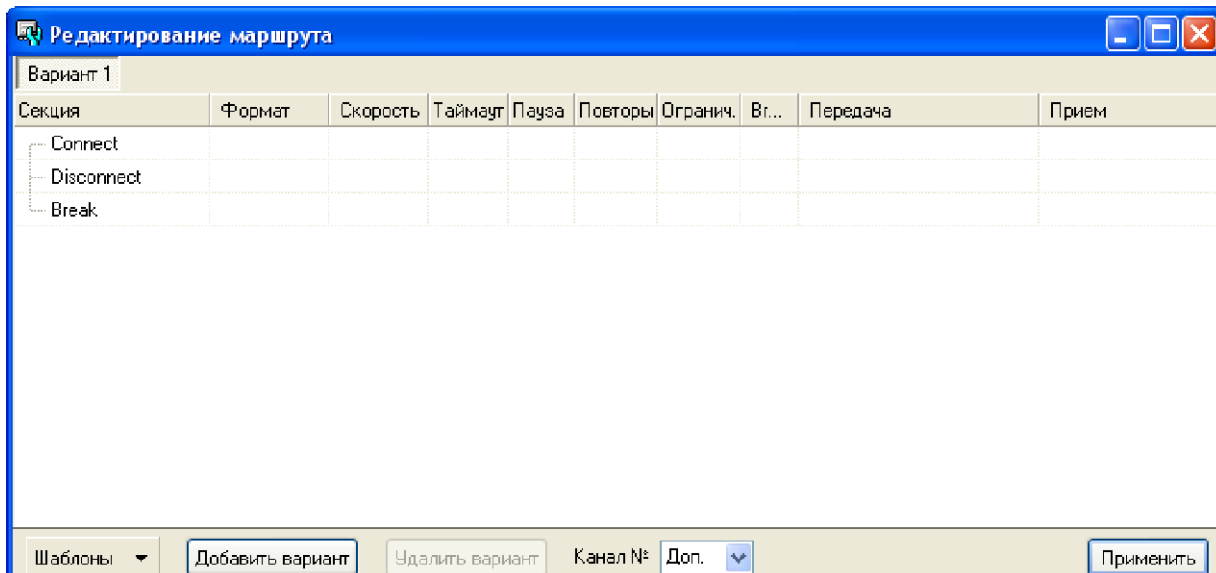 Редактирование маршрута
Вариант 1
Секция Формат Скорость Таймаут Пауза Повторы Огранич. Br... Передача Прием
Connect
Disconnect
Break
Шаблоны Добавить вариант Удалить вариант Канал № Доп. Применить